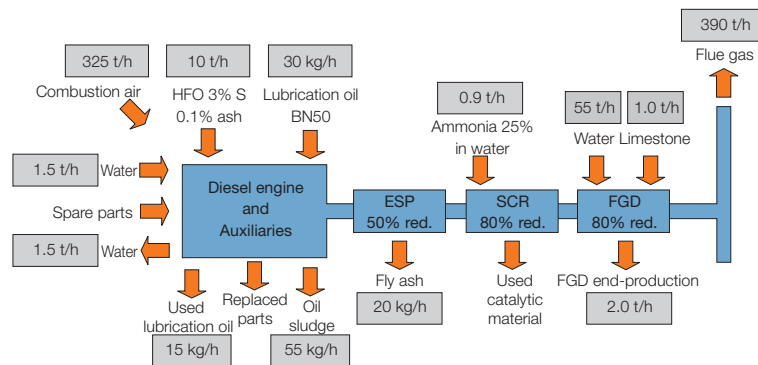 390 t/h
Flue gas
325 t/h
Combustion air
10 t/h
HFO 3% S
0.1% ash
30 kg/h
Lubrication oil
BN50
0.9 t/h
Ammonia 25%
in water
55 t/h
Water
1.0 t/h
Limestone
1.5 t/h
Water
Spare parts
1.5 t/h
Water
Diesel engine
and
Auxiliaries
ESP
50% red.
SCR
80% red.
FGD
80% red.
Used
lubrication oil
15 kg/h
Replaced
parts
Oil
sludge
55 kg/h
Fly ash
20 kg/h
Used
catalytic
material
FGD end-production
2.0 t/h